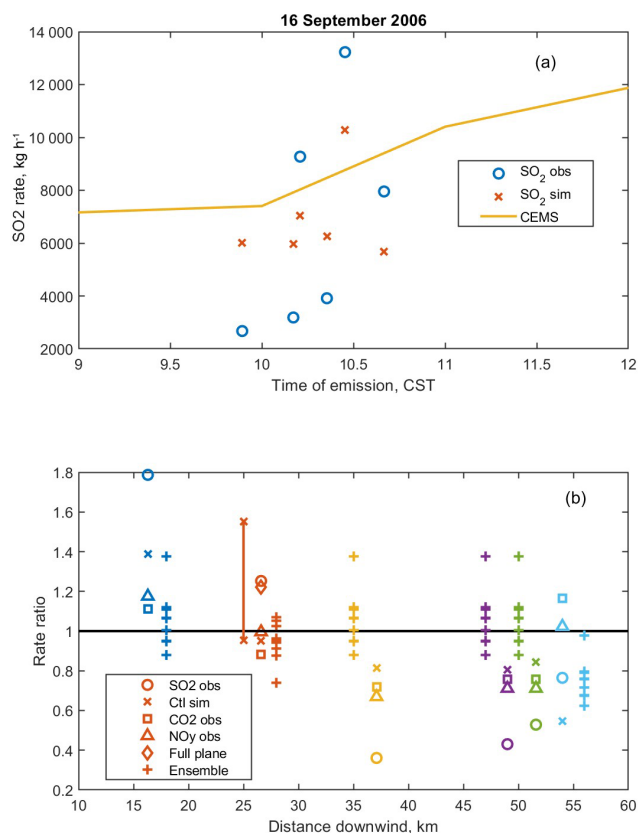 16 September 2006
14 000
12 000
10 000
8000
6000
4000
2000
SO2 rate, kg h-1
(a)
SO2 obs
SO2 sim
CEMS
9
9.5
10
10.5
11
11.5
12
Time of emission, CST
1.8
1.6
1.4
1.2
1
0.8
0.6
0.4
0.2
Rate ratio
(b)
SO2 obs
Ctl sim
CO2 obs
NOy obs
Full plane
Ensemble
10
15
20
25
30
35
40
45
50
55
60
Distance downwind, km